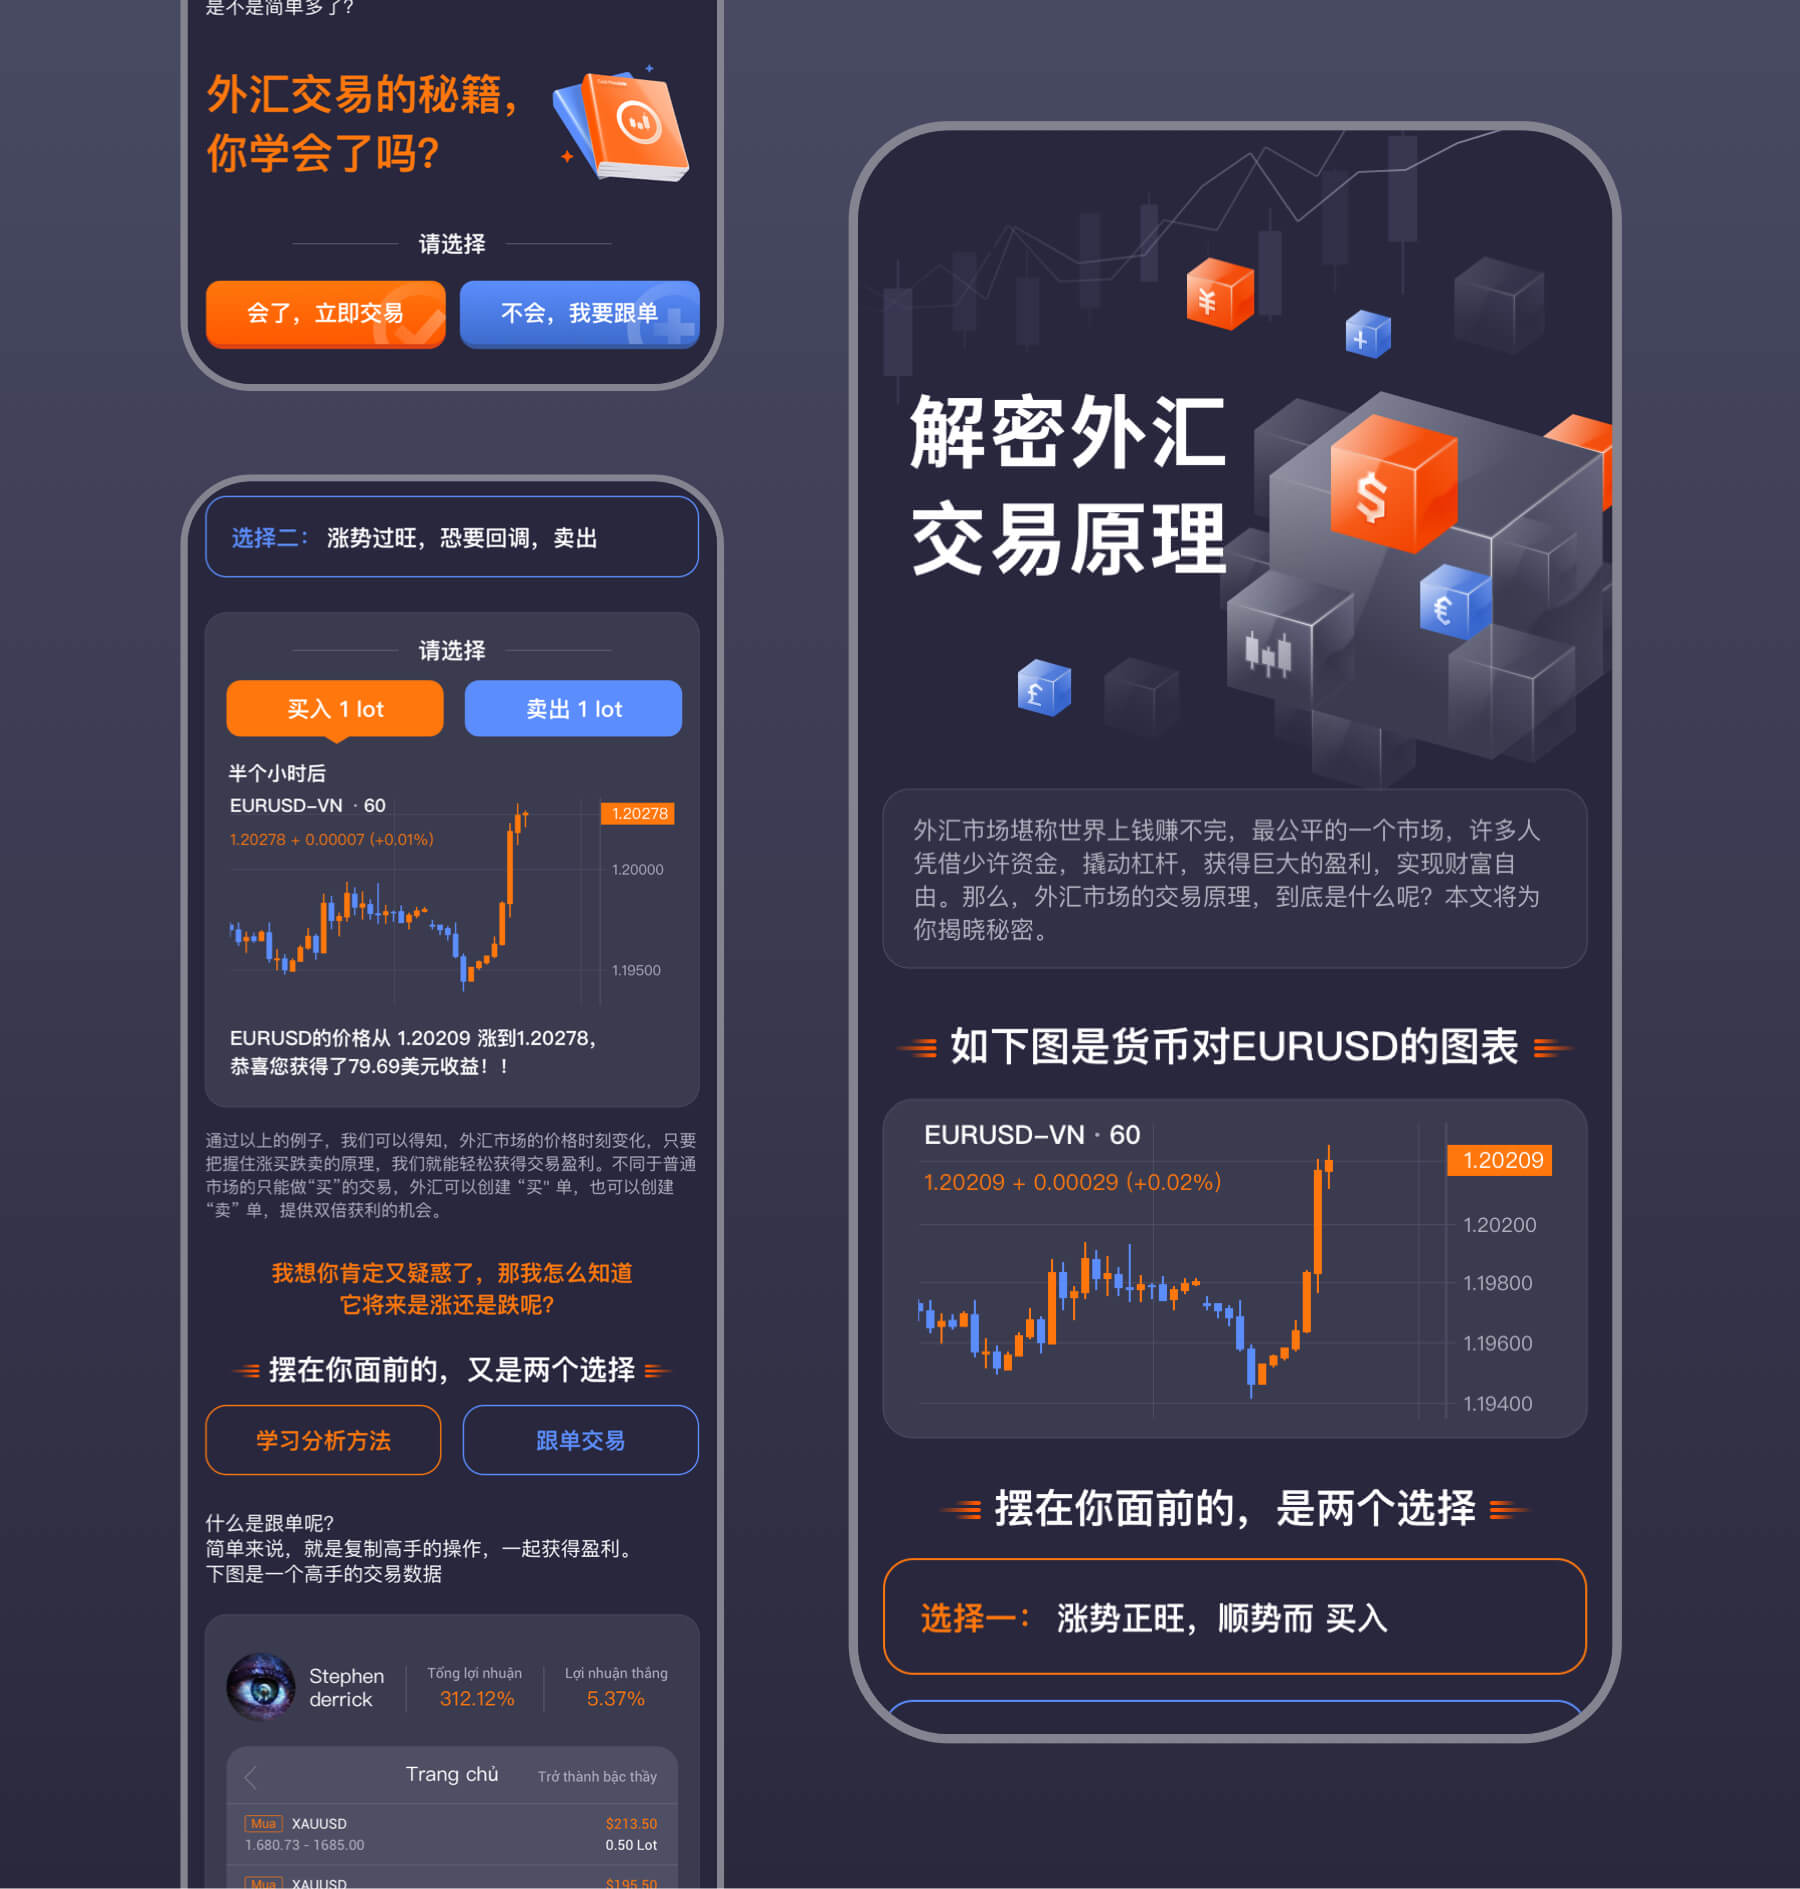 是不是简单多了?
外汇交易的秘籍，
你学会了吗?
请选择
会了，立即交易
不会，我要跟单
选择二： 涨势过旺，恐要回调，卖出
请选择
买入 1 lot
卖出 1 lot
半个小时后
EURUSD-VN · 60
1.20278
1.20278 + 0.00007 (+0.01%)
1.20000
1.19500
EURUSD的价格从 1.20209 涨到1.20278，
恭喜您获得了79.69美元收益！！
通过以上的例子，我们可以得知，外汇市场的价格时刻变化，只要
把握住涨买跌卖的原理，我们就能轻松获得交易盈利。不同于普通
市场的只能做“买”的交易，外汇可以创建 “买" 单，也可以创建
“卖” 单，提供双倍获利的机会。
我想你肯定又疑惑了，那我怎么知道
它将来是涨还是跌呢?
摆在你面前的，又是两个选择
学习分析方法
跟单交易
什么是跟单呢?
简单来说，就是复制高手的操作，一起获得盈利。
下图是一个高手的交易数据
Stephen
derrick
Tổng lợi nhuận
312.12%
Lợi nhuận tháng
5.37%
Trang chủ
Trở thành bậc thầy
Mua XAUUSD
$213.50
1.680.73 - 1685.00
0.50 Lot
Mua XAUUSD
$195.50
¥
$
€
£
解密外汇
交易原理
外汇市场堪称世界上钱赚不完，最公平的一个市场，许多人
凭借少许资金，撬动杠杆，获得巨大的盈利，实现财富自
由。那么，外汇市场的交易原理，到底是什么呢? 本文将为
你揭晓秘密。
如下图是货币对EURUSD的图表
EURUSD-VN · 60
1.20209
1.20209 + 0.00029 (+0.02%)
1.20200
1.19800
1.19600
1.19400
摆在你面前的，是两个选择
选择一： 涨势正旺，顺势而 买入